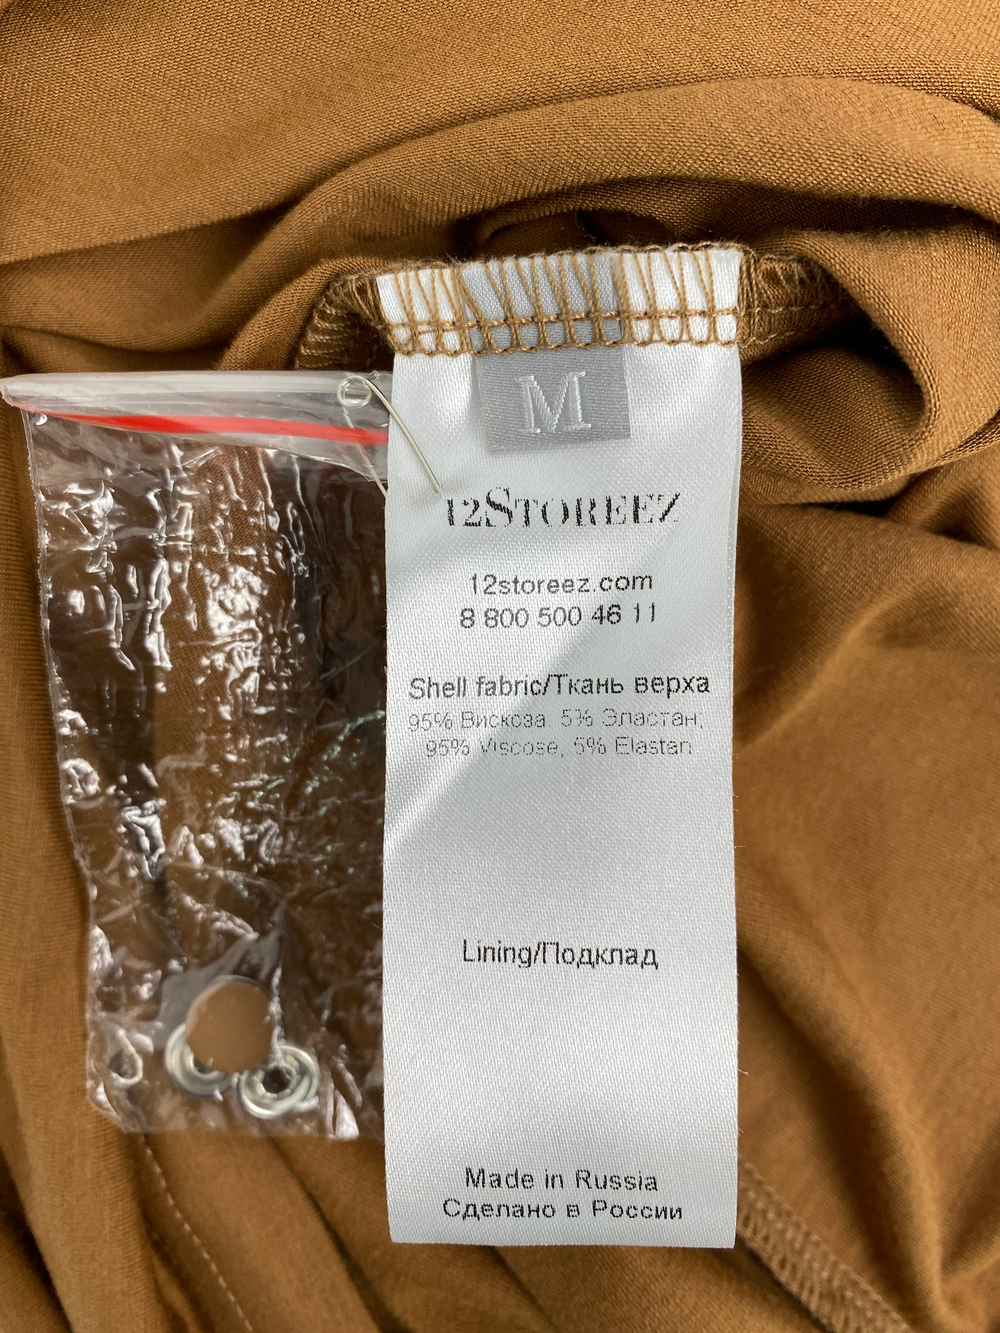 M
12STOREEZ
12storeez.com
8 800 500 46 11
Shell fabric/Ткань верха
95% Вискоза. 5% Эластан;
95% Viscose, 5% Elastan
Lining/Подклад
Made in Russia
Сделано в России